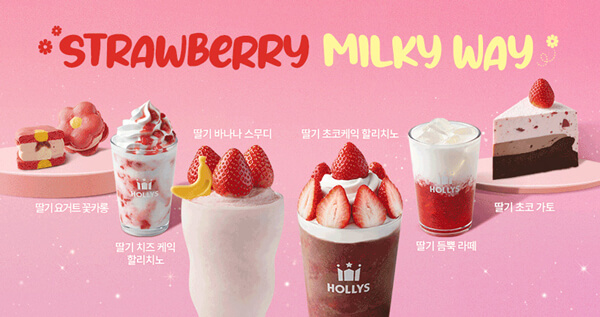 STRAWBERRY MILKY WAY
딸기 바나나 스무디
딸기 초코케익 할리치노
딸기 요거트 꽃카롱
딸기 치즈 케익
할리치노
딸기 듬뿍 라떼
딸기 초코 가토
HOLLYS
HOLLYS
HOLLYS